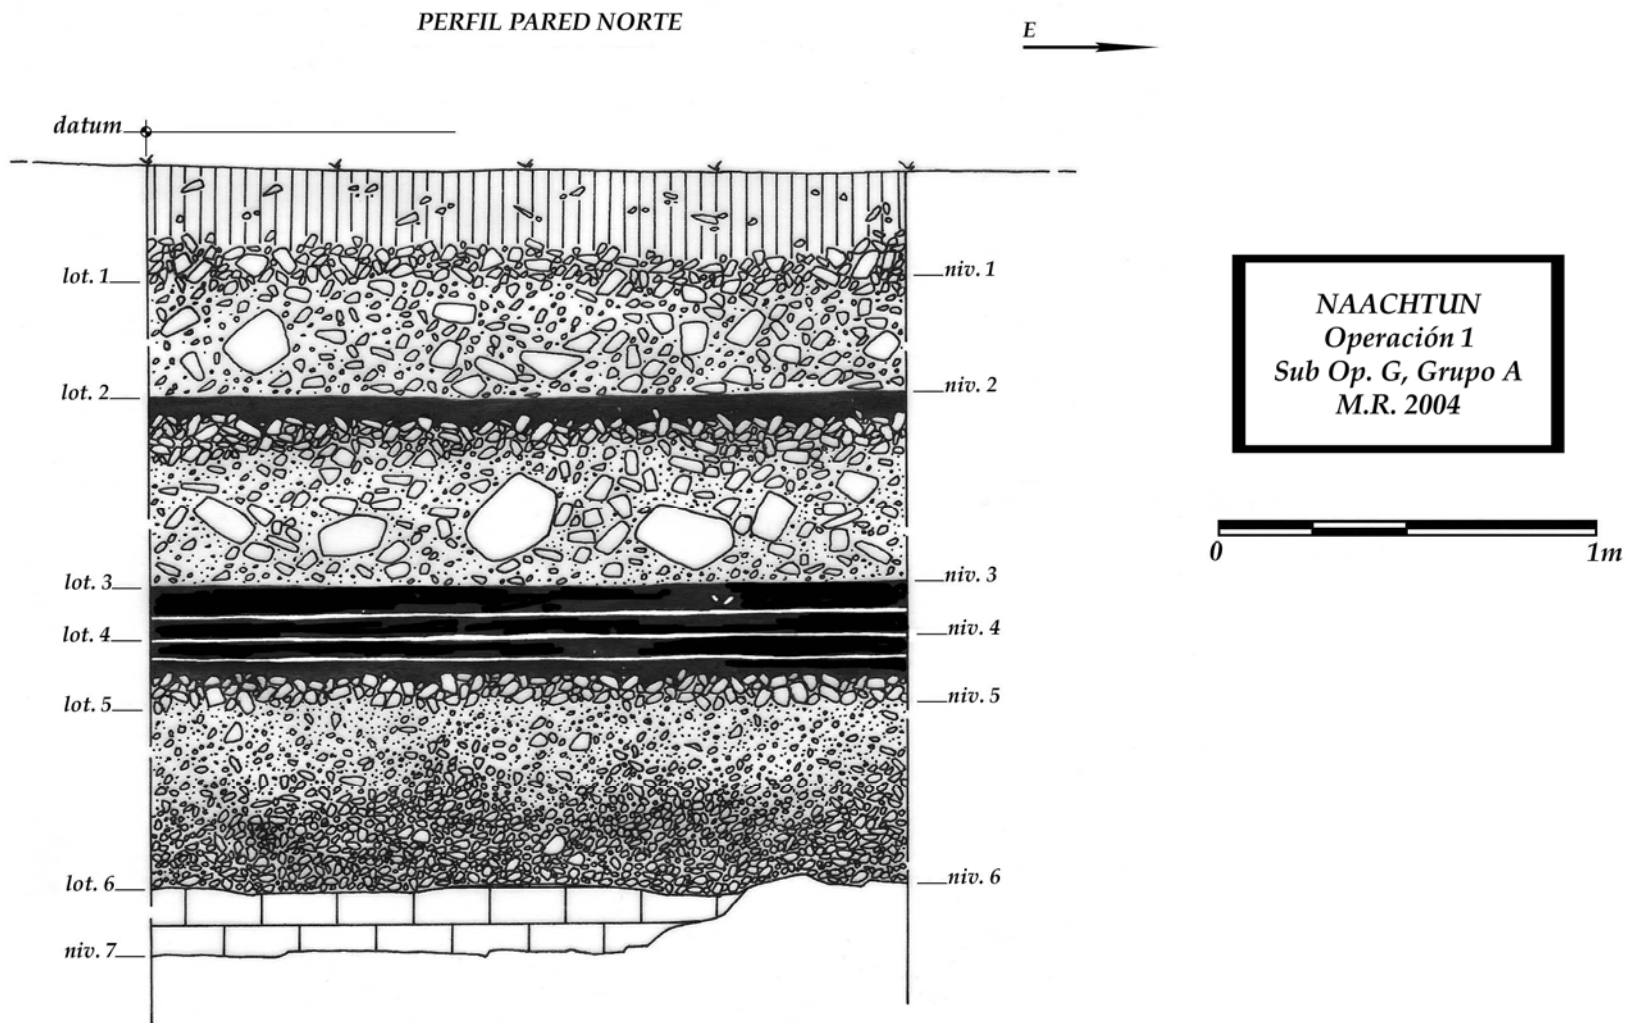 PERFIL PARED NORTE
E
datum
lot. 1
niv. 1
lot. 2
niv. 2
lot. 3
niv. 3
lot. 4
niv. 4
lot. 5
niv. 5
lot. 6
niv. 6
niv. 7
NAACHTUN
Operación 1
Sub Op. G, Grupo A
M.R. 2004
0
1m